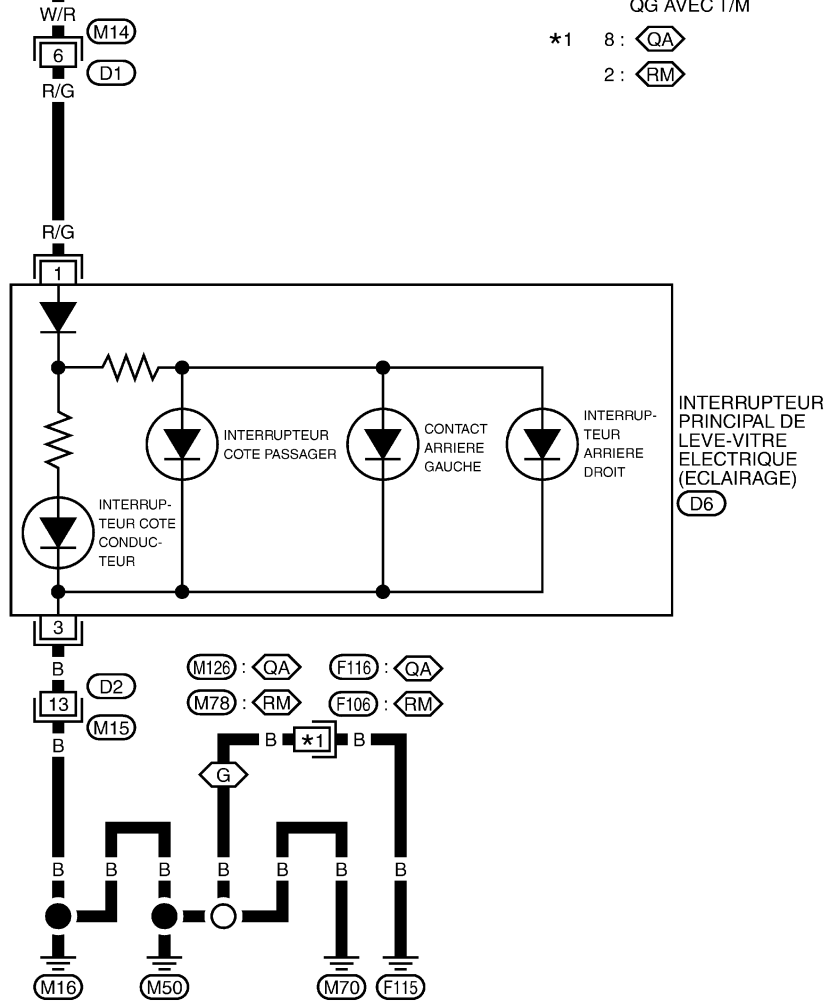 QG AVEC T/M
*1 8 : QA
2 : RM
W/R
M14
6
D1
R/G
R/G
1
INTERRUPTEUR
COTE PASSAGER
CONTACT
ARRIERE
GAUCHE
INTERRUP-
TEUR
ARRIERE
DROIT
INTERRUP-
TEUR COTE
CONDUC-
TEUR
INTERRUPTEUR
PRINCIPAL DE
LEVE-VITRE
ELECTRIQUE
(ECLAIRAGE)
D6
3
B
D2
13
M15
B
M126 : QA F116 : QA
M78 : RM F106 : RM
B *1 B
G
B B B B B B B
M16 M50 M70 F115